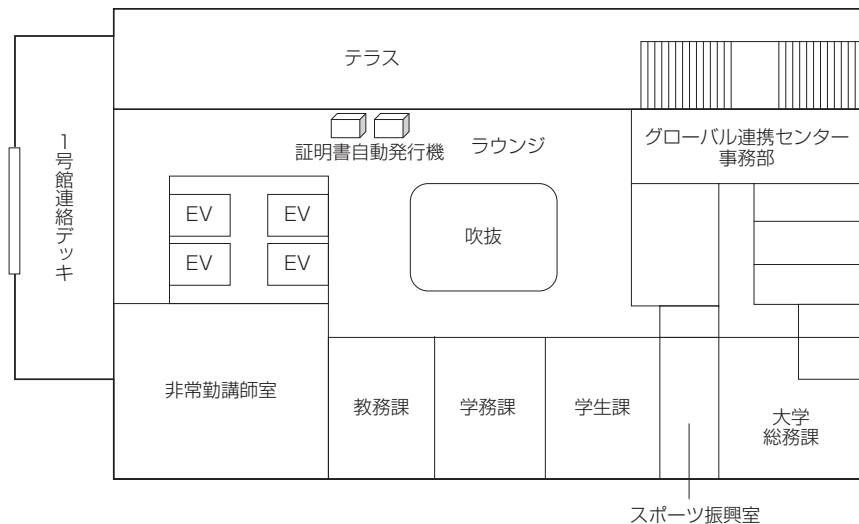 テラス
1号館連絡デッキ
証明書自動発行機
ラウンジ
グローバル連携センター
事務部
EV
EV
EV
EV
吹抜
非常勤講師室
教務課
学務課
学生課
大学
総務課
スポーツ振興室